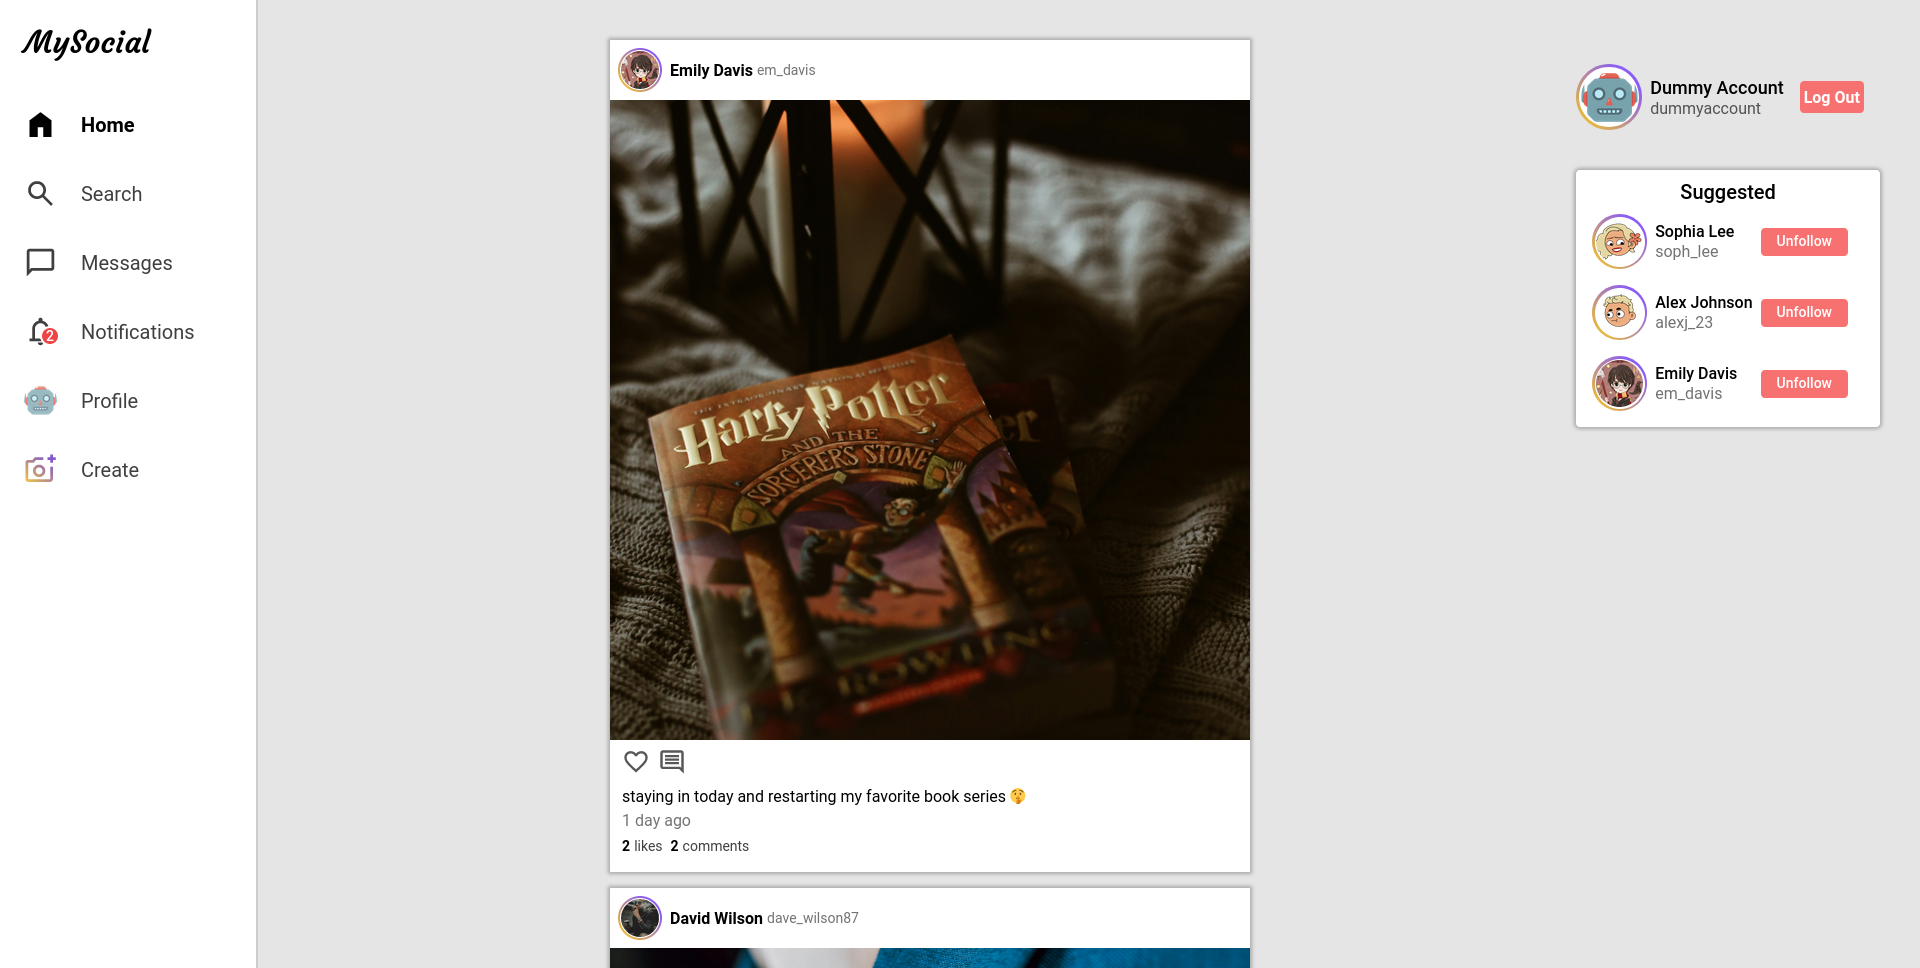 MySocial
Home
Search
Messages
2
Notifications
Profile
Create
Emily Davis em_davis
THE EXTRAORDINARY NATIONAL BESTSELLER
Harry Potter
AND THE
SORCERER'S STONE
er
ROWLING
staying in today and restarting my favorite book series 🤫
1 day ago
2 likes 2 comments
David Wilson dave_wilson87
Dummy Account
dummyaccount
Log Out
Suggested
Sophia Lee
soph_lee
Unfollow
Alex Johnson
alexj_23
Unfollow
Emily Davis
em_davis
Unfollow